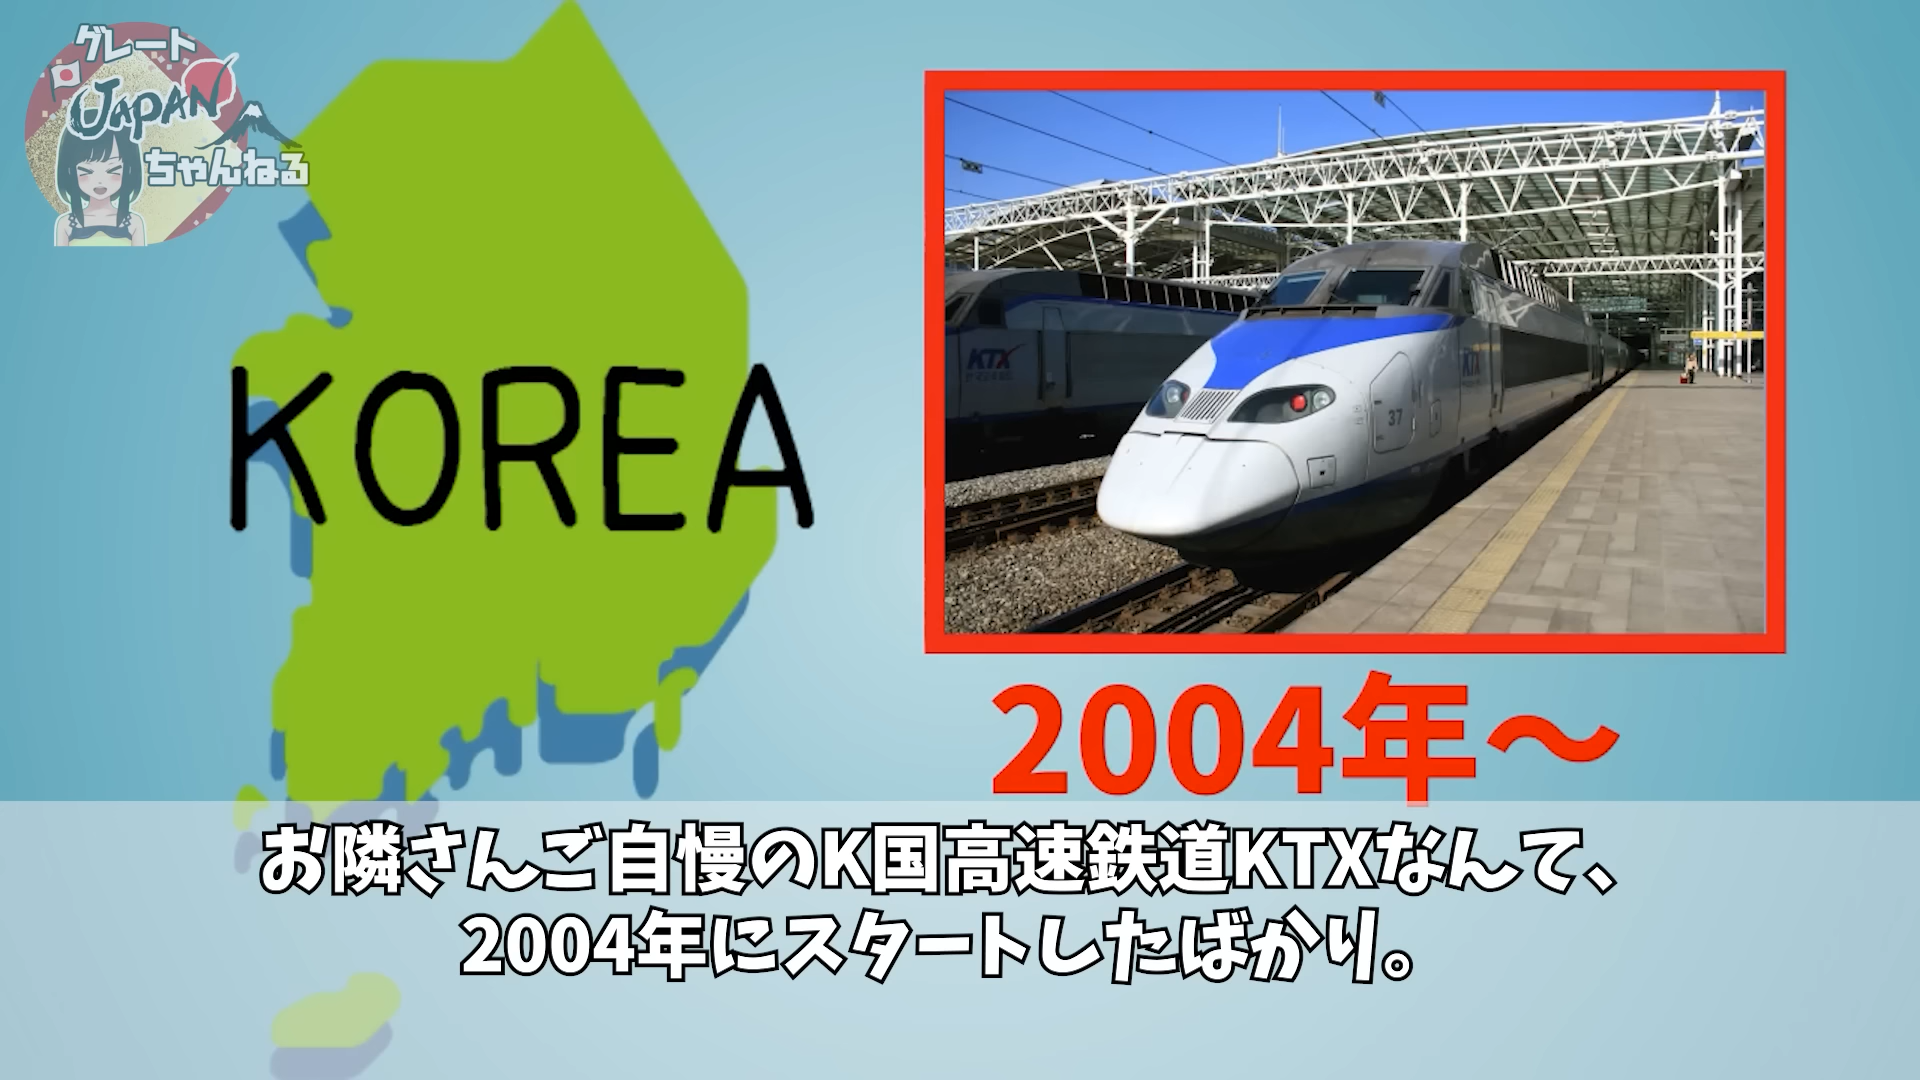 グレート
JAPAN
ちゃんねる
KOREA
KTX
KTX
37
2004年～
お隣さんご自慢のK国高速鉄道KTXなんて、
2004年にスタートしたばかり。